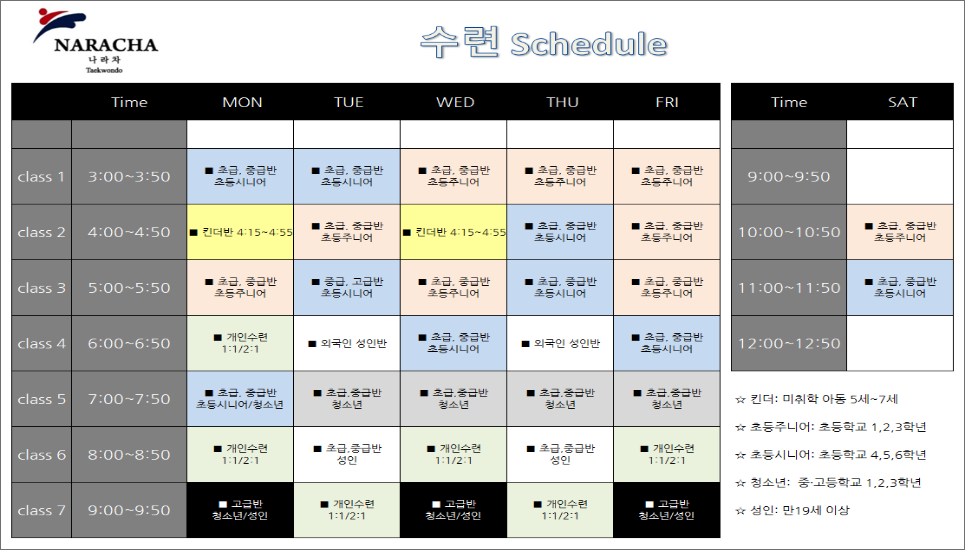 NARACHA
나라차
Taekwondo
수련 Schedule
Time MON TUE WED THU FRI
class 1 3:00~3:50 ■ 초급, 중급반 ■ 초급, 중급반 ■ 초급, 중급반 ■ 초급, 중급반 ■ 초급, 중급반
초등시니어 초등시니어 초등주니어 초등주니어 초등주니어
class 2 4:00~4:50 ■ 킨더반 4:15~4:55 ■ 초급, 중급반 ■ 킨더반 4:15~4:55 ■ 초급, 중급반 ■ 초급, 중급반
초등주니어 초등시니어 초등주니어
class 3 5:00~5:50 ■ 초급, 중급반 ■ 중급, 고급반 ■ 초급, 중급반 ■ 초급, 중급반 ■ 초급, 중급반
초등주니어 초등시니어 초등주니어 초등시니어 초등주니어
class 4 6:00~6:50 ■ 개인수련 ■ 외국인 성인반 ■ 초급, 중급반 ■ 외국인 성인반 ■ 초급, 중급반
1:1/2:1 초등시니어 초등시니어
class 5 7:00~7:50 ■ 초급, 중급반 ■ 초급,중급반 ■ 초급,중급반 ■ 초급,중급반 ■ 초급,중급반
초등시니어/청소년 청소년 청소년 청소년 청소년
class 6 8:00~8:50 ■ 개인수련 ■ 초급,중급반 ■ 개인수련 ■ 초급,중급반 ■ 개인수련
1:1/2:1 성인 1:1/2:1 성인 1:1/2:1
class 7 9:00~9:50 ■ 고급반 ■ 개인수련 ■ 고급반 ■ 개인수련 ■ 고급반
청소년/성인 1:1/2:1 청소년/성인 1:1/2:1 청소년/성인
Time SAT
9:00~9:50
10:00~10:50 ■ 초급, 중급반
초등주니어
11:00~11:50 ■ 초급, 중급반
초등시니어
12:00~12:50
☆ 킨더: 미취학 아동 5세~7세
☆ 초등주니어: 초등학교 1,2,3학년
☆ 초등시니어: 초등학교 4,5,6학년
☆ 청소년: 중·고등학교 1,2,3학년
☆ 성인: 만19세 이상